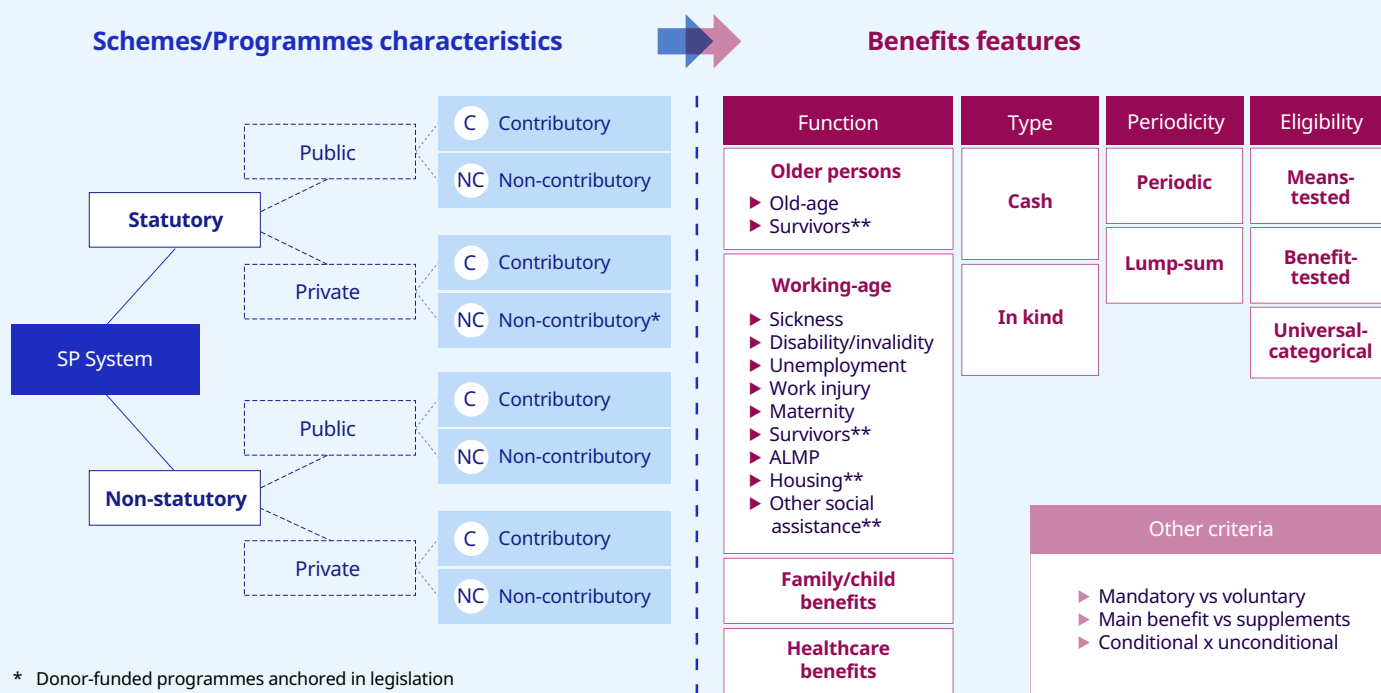 Schemes/Programmes characteristics
Benefits features
SP System
Statutory
Public
C Contributory
NC Non-contributory
Private
C Contributory
NC Non-contributory*
Non-statutory
Public
C Contributory
NC Non-contributory
Private
C Contributory
NC Non-contributory
* Donor-funded programmes anchored in legislation
Function
Older persons
Old-age
Survivors**
Working-age
Sickness
Disability/invalidity
Unemployment
Work injury
Maternity
Survivors**
ALMP
Housing**
Other social
assistance**
Family/child
benefits
Healthcare
benefits
Type
Cash
In kind
Periodicity
Periodic
Lump-sum
Eligibility
Means-
tested
Benefit-
tested
Universal-
categorical
Other criteria
Mandatory vs voluntary
Main benefit vs supplements
Conditional x unconditional